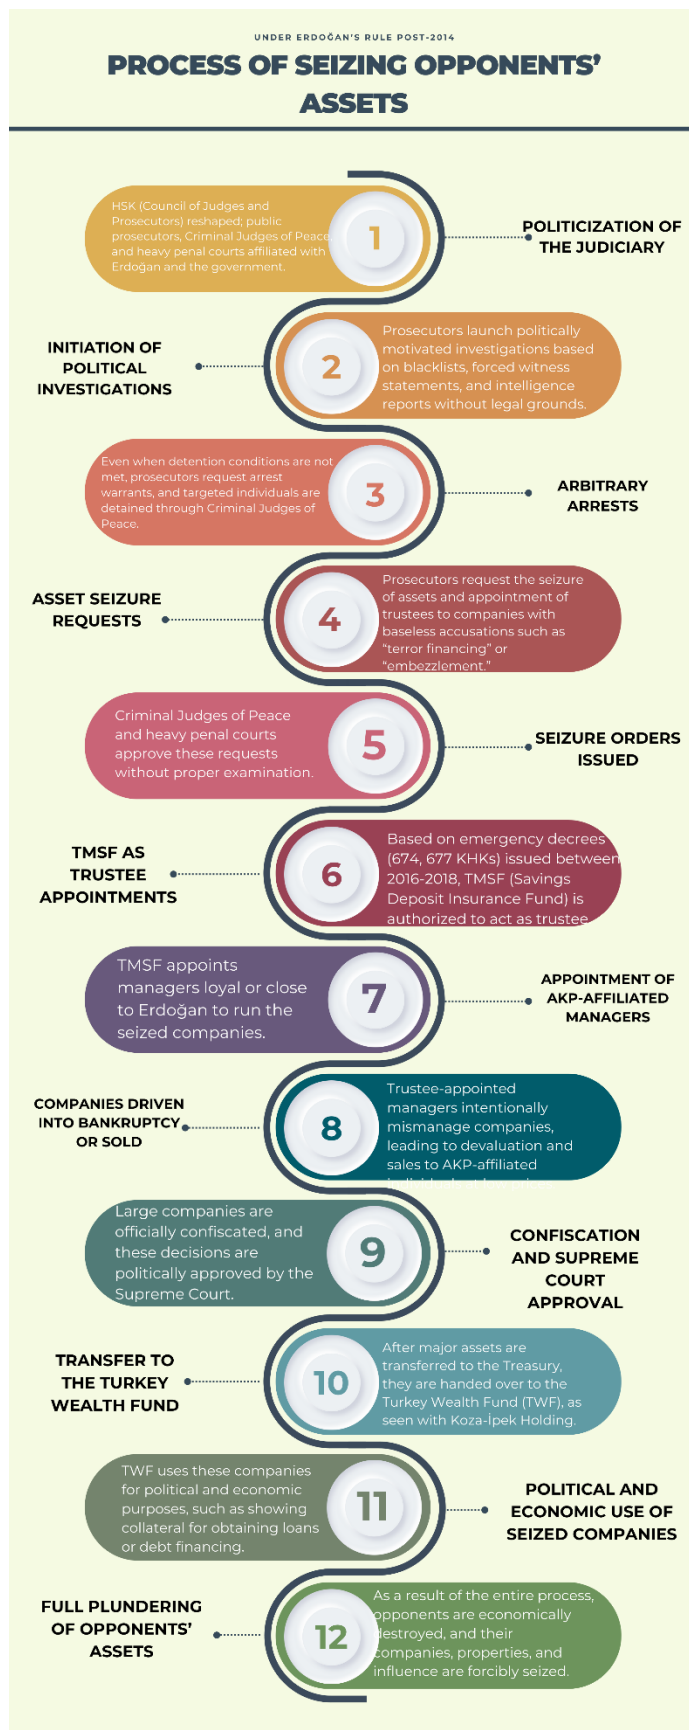 UNDER ERDOĞAN'S RULE POST-2014
PROCESS OF SEIZING OPPONENTS'
ASSETS
HSK (Council of Judges and
Prosecutors) reshaped; public
prosecutors, Criminal Judges of Peace,
and heavy penal courts affiliated with
Erdoğan and the government.
1
POLITICIZATION OF
THE JUDICIARY
INITIATION OF
POLITICAL
INVESTIGATIONS
2
Prosecutors launch politically
motivated investigations based
on blacklists, forced witness
statements, and intelligence
reports without legal grounds.
Even when detention conditions are not
met, prosecutors request arrest
warrants, and targeted individuals are
detained through Criminal Judges of
Peace.
3
ARBITRARY
ARRESTS
ASSET SEIZURE
REQUESTS
4
Prosecutors request the seizure
of assets and appointment of
trustees to companies with
baseless accusations such as
“terror financing” or
“embezzlement.”
Criminal Judges of Peace
and heavy penal courts
approve these requests
without proper examination.
5
SEIZURE ORDERS
ISSUED
TMSF AS
TRUSTEE
APPOINTMENTS
6
Based on emergency decrees
(674, 677 KHKs) issued between
2016-2018, TMSF (Savings
Deposit Insurance Fund) is
authorized to act as trustee
TMSF appoints
managers loyal or close
to Erdoğan to run the
seized companies.
7
APPOINTMENT OF
AKP-AFFILIATED
MANAGERS
COMPANIES DRIVEN
INTO BANKRUPTCY
OR SOLD
8
Trustee-appointed
managers intentionally
mismanage companies,
leading to devaluation and
sales to AKP-affiliated
Large companies are
officially confiscated, and
these decisions are
politically approved by the
Supreme Court.
9
CONFISCATION
AND SUPREME
COURT
APPROVAL
TRANSFER TO
THE TURKEY
WEALTH FUND
10
After major assets are
transferred to the Treasury,
they are handed over to the
Turkey Wealth Fund (TWF), as
seen with Koza-İpek Holding.
TWF uses these companies
for political and economic
purposes, such as showing
collateral for obtaining loans
or debt financing.
11
POLITICAL AND
ECONOMIC USE OF
SEIZED COMPANIES
FULL PLUNDERING
OF OPPONENTS'
ASSETS
12
As a result of the entire process,
opponents are economically
destroyed, and their
companies, properties, and
influence are forcibly seized.